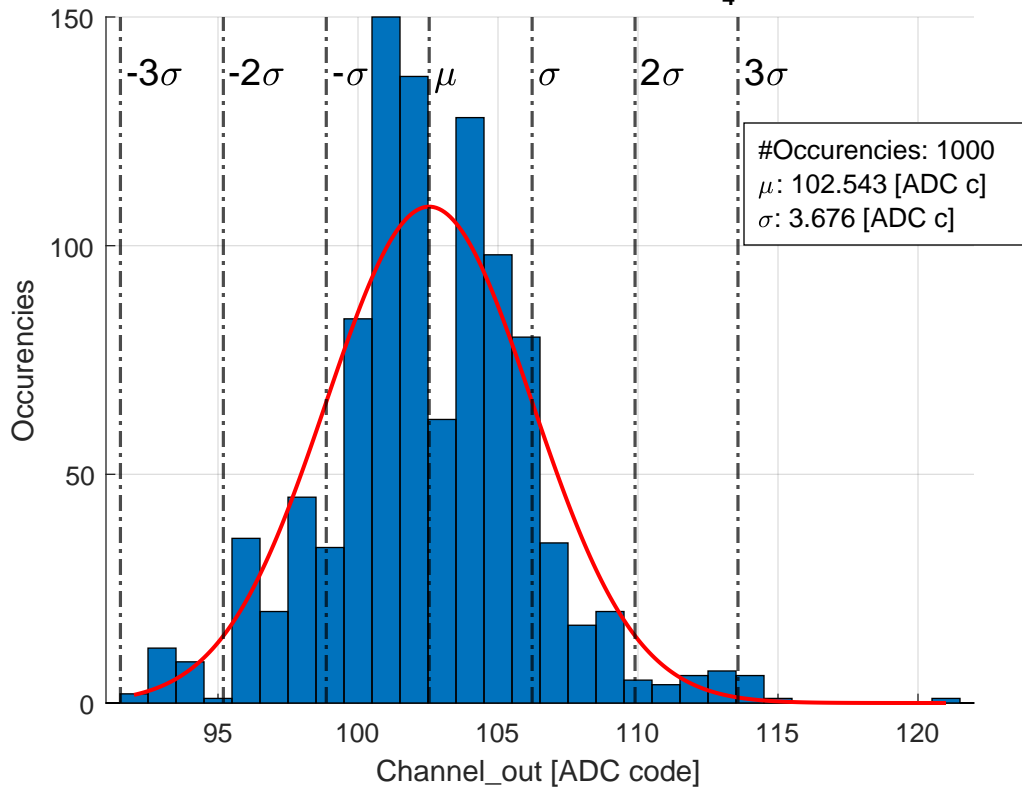 4
150
-3σ
-2σ
-σ
μ
σ
2σ
3σ
#Occurencies: 1000
μ: 102.543 [ADC c]
σ: 3.676 [ADC c]
100
Occurencies
50
0
95
100
105
110
115
120
Channel_out [ADC code]